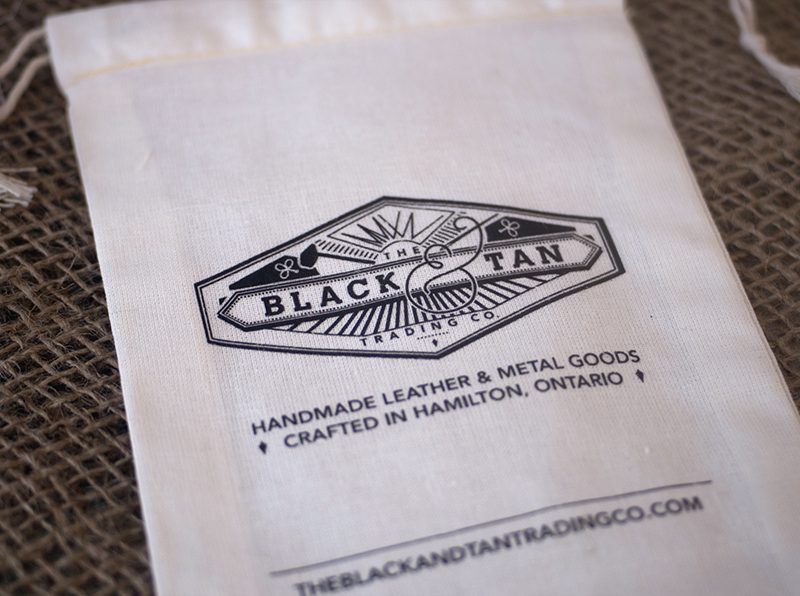 THE
BLACK & TAN
TRADING CO.
HANDMADE LEATHER & METAL GOODS
CRAFTED IN HAMILTON, ONTARIO
THEBLACKANDTANTRADINGCO.COM